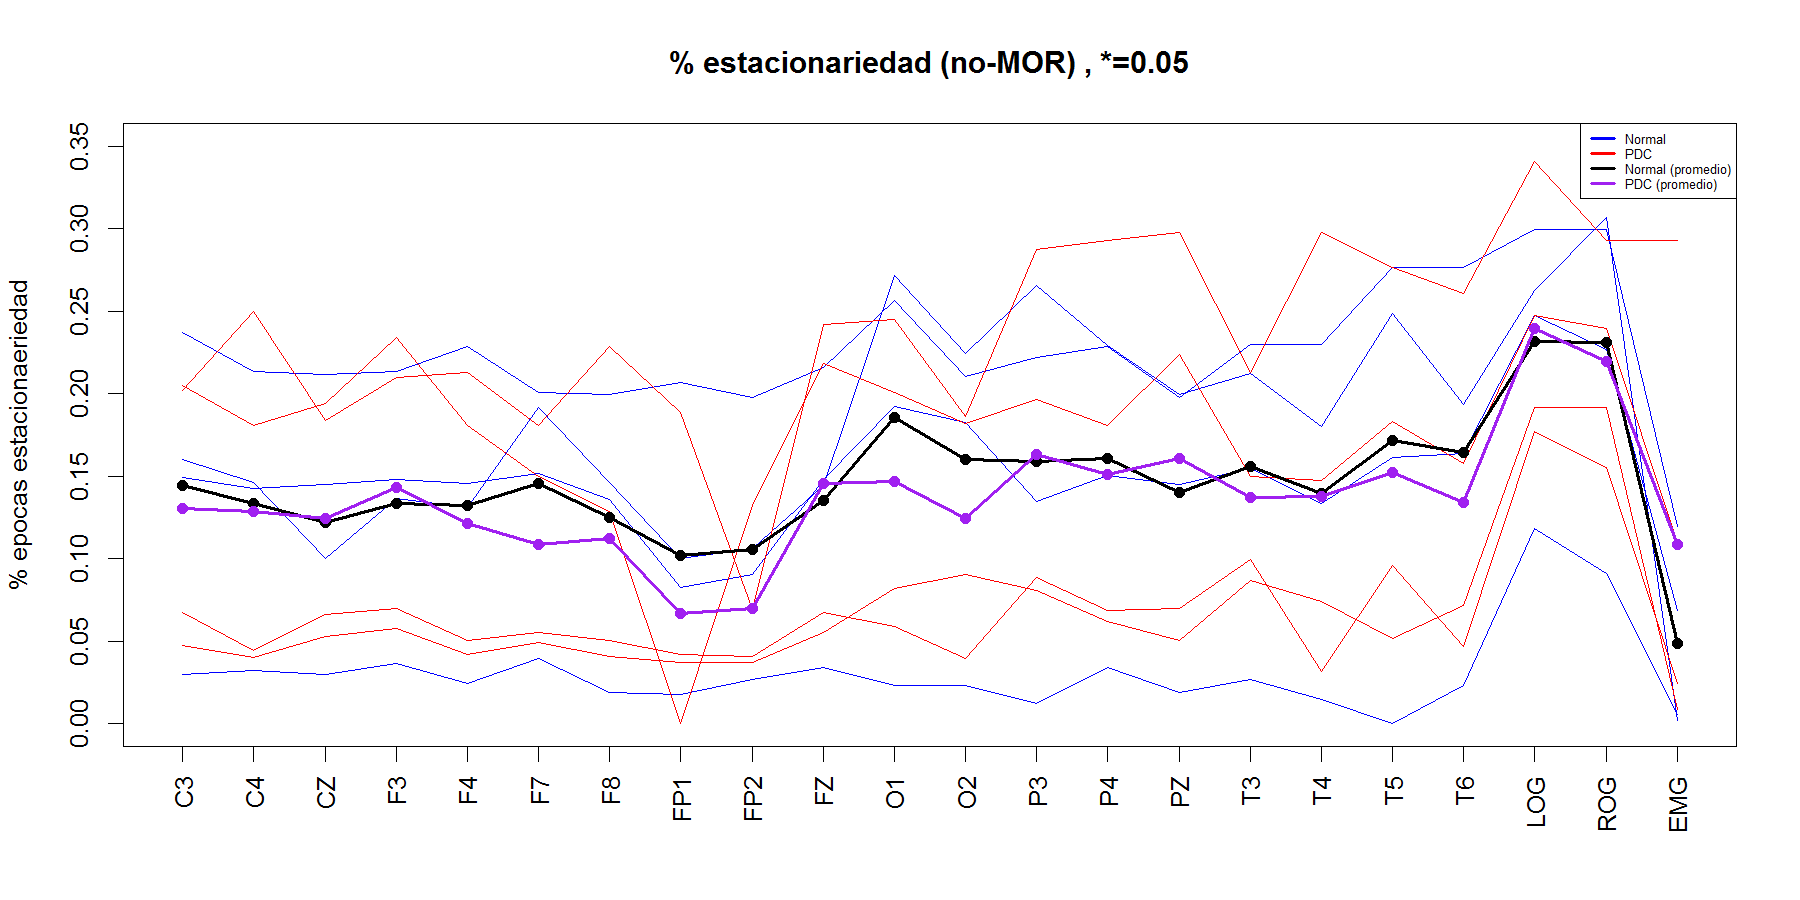 % estacionariedad (no-MOR) , *=0.05
% epocas estacionaeriedad
0.35
0.30
0.25
0.20
0.15
0.10
0.05
0.00
Normal
PDC
Normal (promedio)
PDC (promedio)
C3 C4 CZ F3 F4 F7 F8 FP1 FP2 FZ O1 O2 P3 P4 PZ T3 T4 T5 T6 LOG ROG EMG